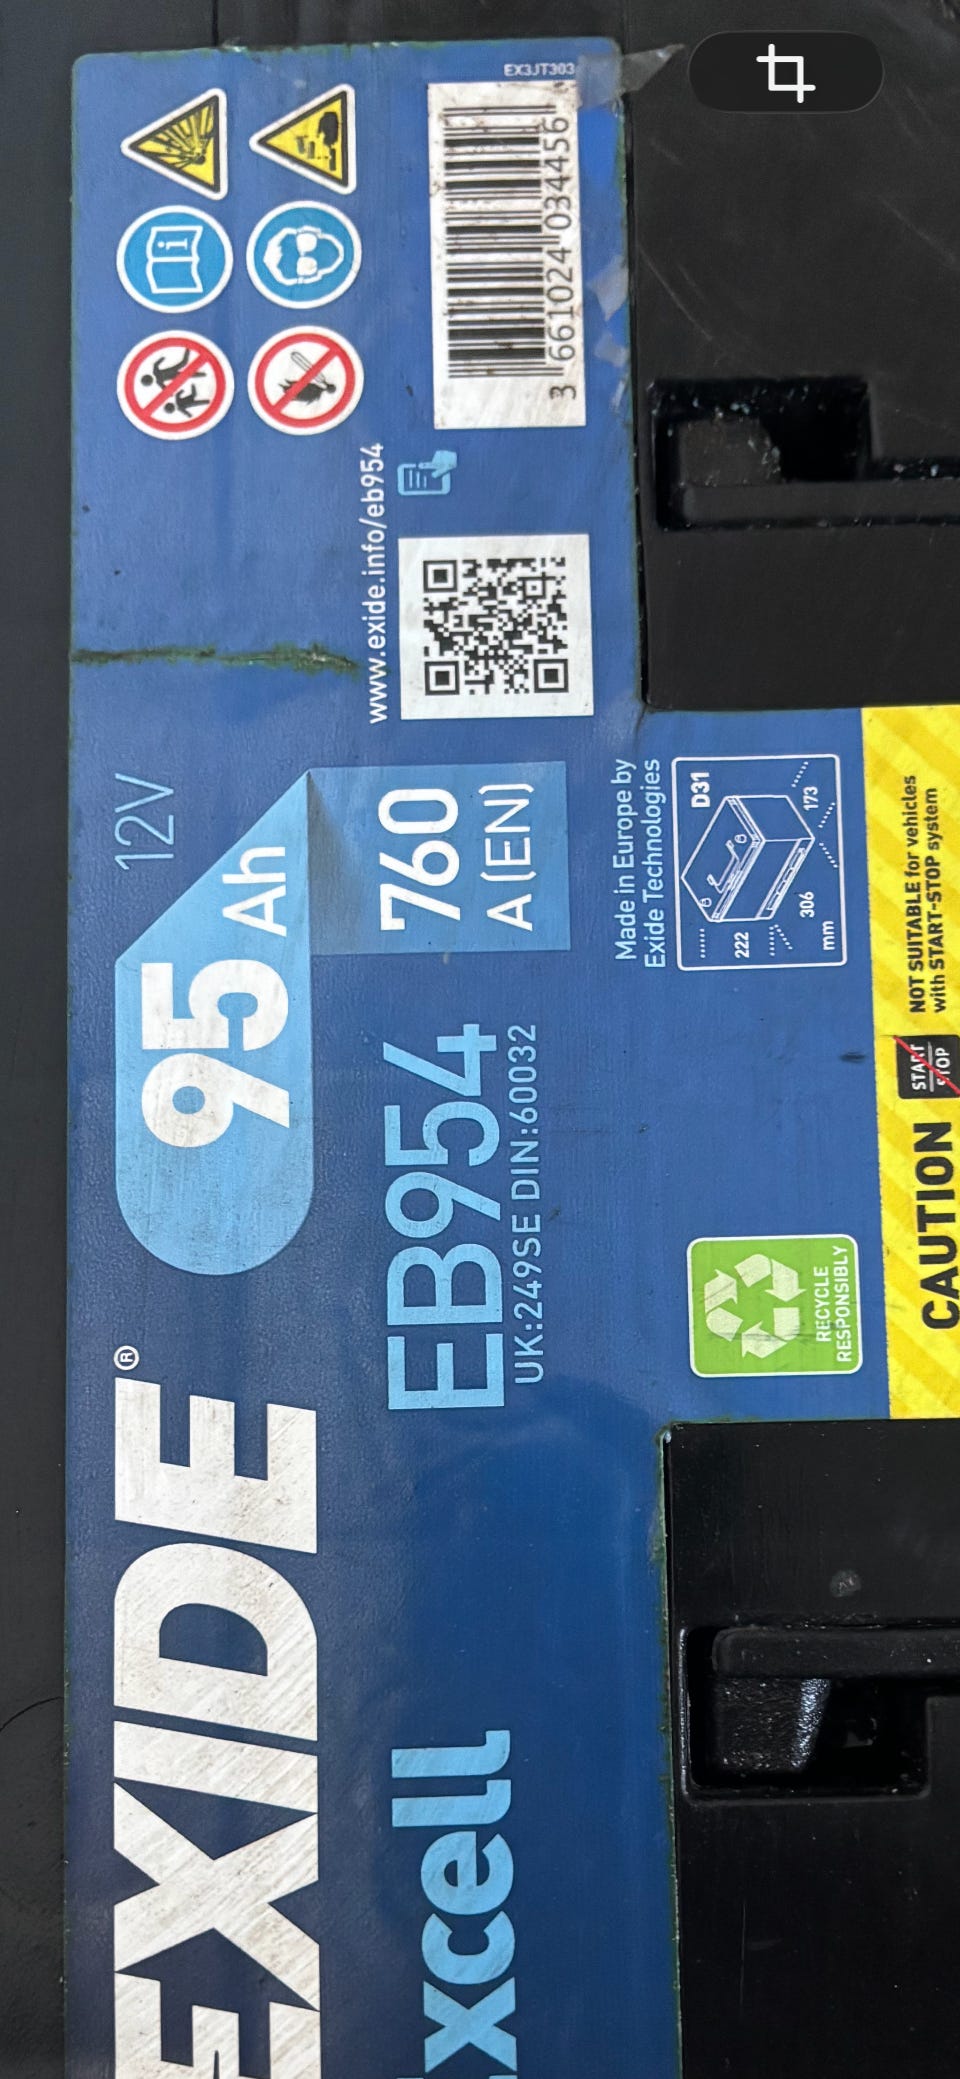 EXIDE®
95 Ah
12V
760
A (EN)
EB954
UK:249SE DIN:60032
xcell
www.exide.info/eb954
EX3JT303
3 661024 034456
Made in Europe by
Exide Technologies
D31
222
306
173
mm
RECYCLE
RESPONSIBLY
CAUTION
START
STOP
NOT SUITABLE for vehicles
with START-STOP system